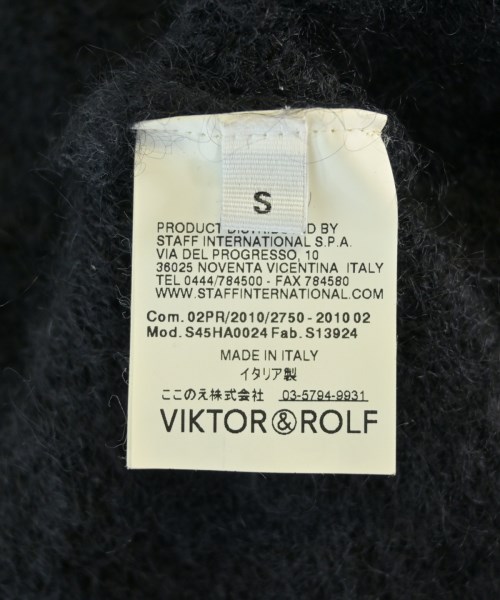 S
PRODUCT DISTRIBUTED BY
STAFF INTERNATIONAL S.P.A.
VIA DEL PROGRESSO, 10
36025 NOVENTA VICENTINA ITALY
TEL 0444/784500 - FAX 784580
WWW.STAFFINTERNATIONAL.COM
Com. 02PR/2010/2750 - 2010 02
Mod. S45HA0024 Fab. S13924
MADE IN ITALY
イタリア製
ここのえ株式会社 03-5794-9931
VIKTOR&ROLF